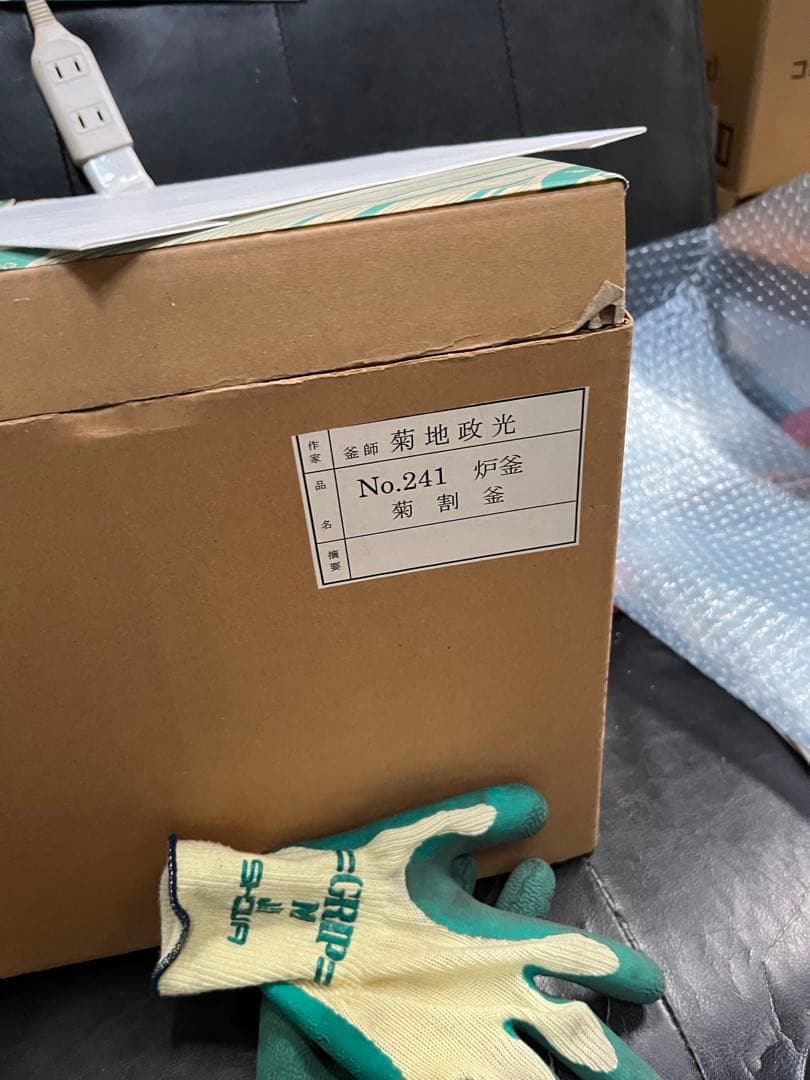 作家 釜師 菊地政光
品名 No.241 炉釜
菊割釜
摘要
=GRIP=
N
SHOWA